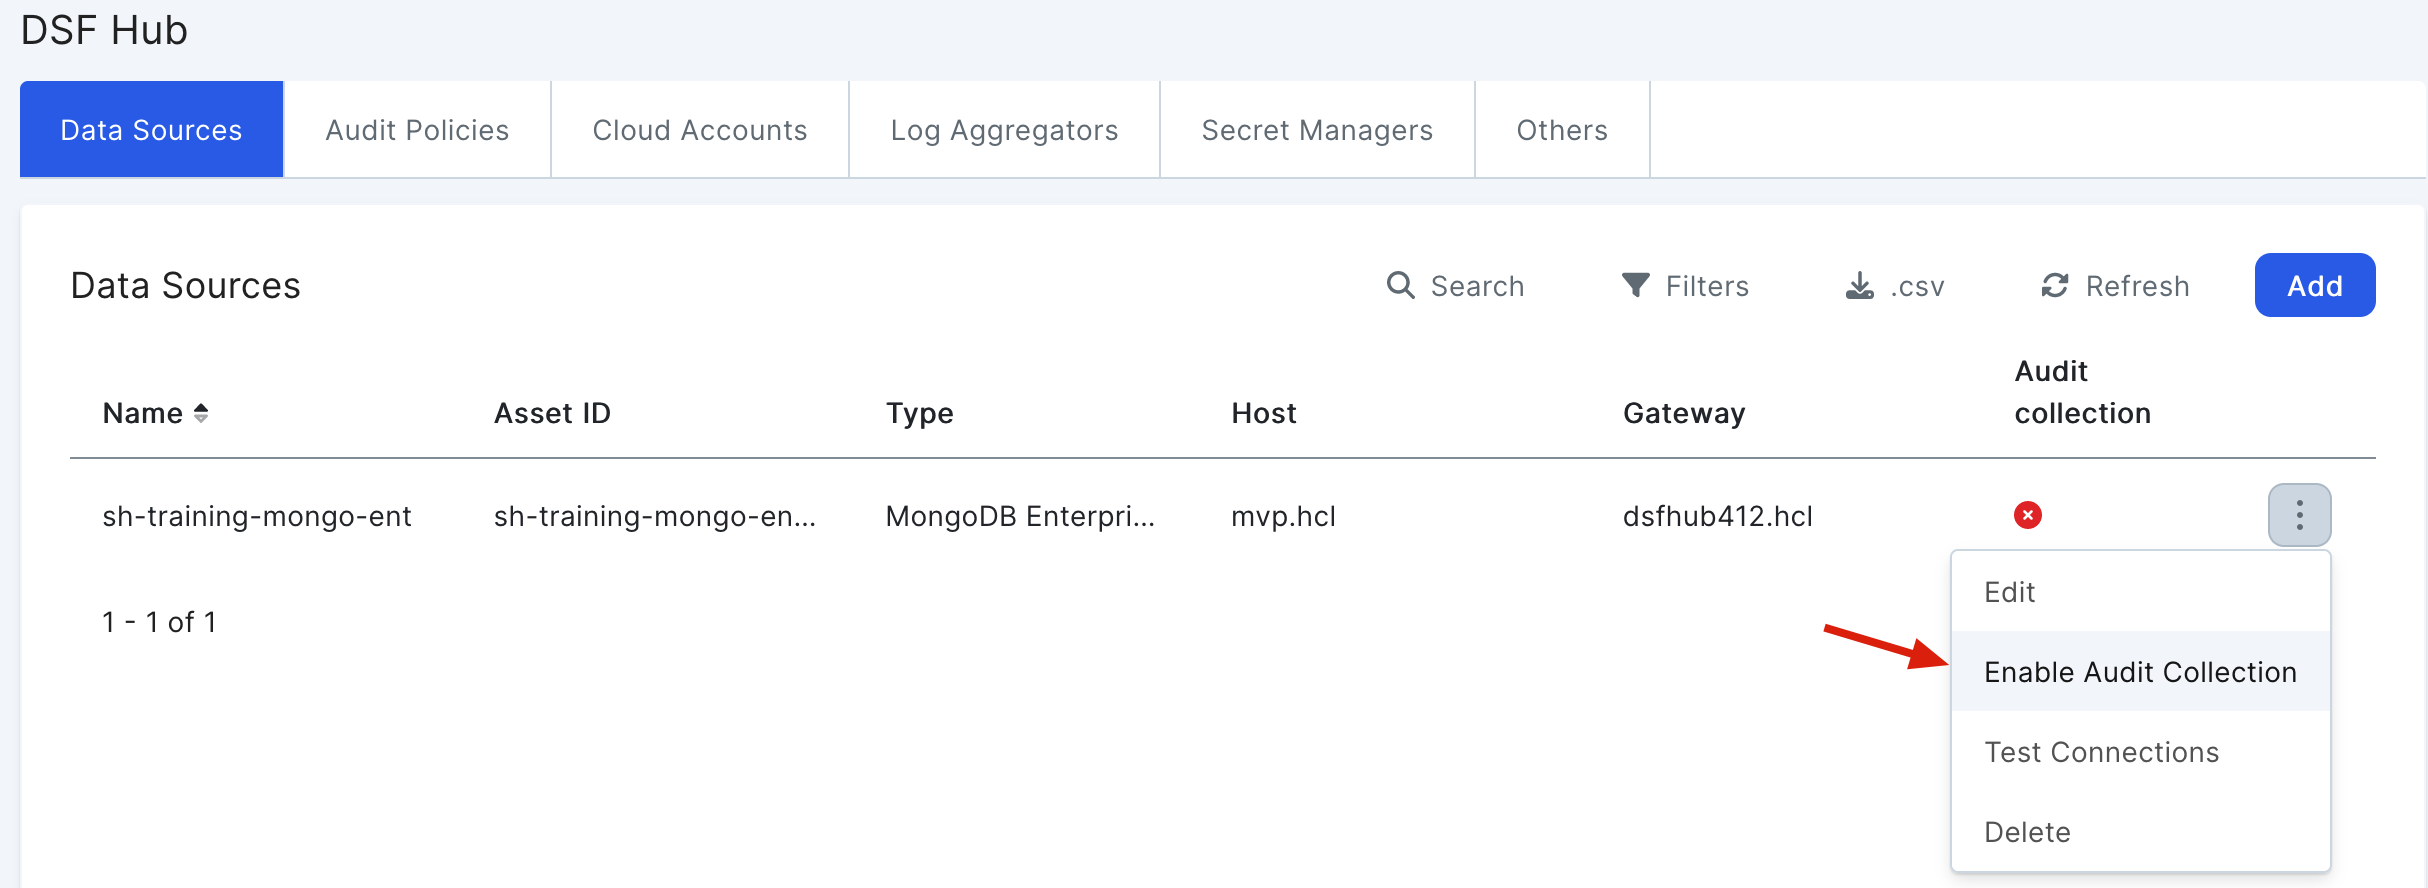 DSF Hub
Data Sources
Audit Policies
Cloud Accounts
Log Aggregators
Secret Managers
Others
Data Sources
Search
Filters
.csv
Refresh
Add
Name
Asset ID
Type
Host
Gateway
Audit
collection
sh-training-mongo-ent
sh-training-mongo-en...
MongoDB Enterpri...
mvp.hcl
dsfhub412.hcl
1 - 1 of 1
Edit
Enable Audit Collection
Test Connections
Delete